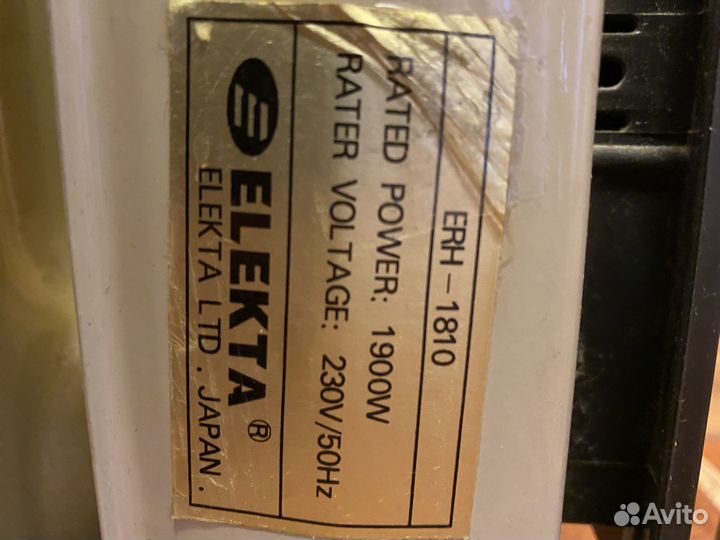 ERH-1810
RATED POWER: 1900W
RATER VOLTAGE: 230V/50Hz
ELEKTA ®
ELEKTA LTD. JAPAN.
Avito